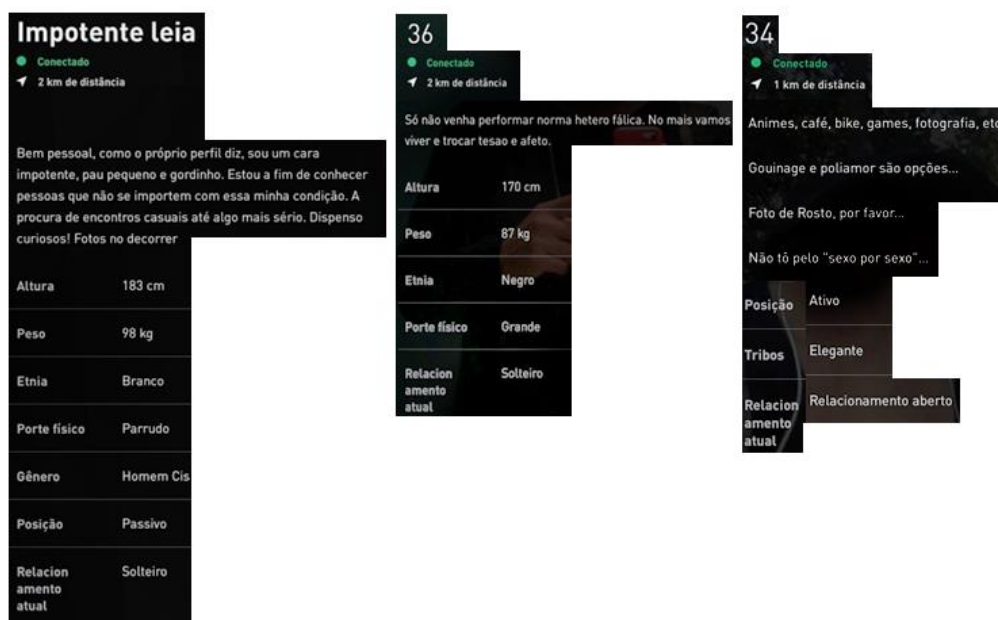 Impotente leia
Conectado
2 km de distância
Bem pessoal, como o próprio perfil diz, sou um cara
impotente, pau pequeno e gordinho. Estou a fim de conhecer
pessoas que não se importem com essa minha condição. A
procura de encontros casuais até algo mais sério. Dispenso
curiosos! Fotos no decorrer
Altura 183 cm
Peso 98 kg
Etnia Branco
Porte físico Parrudo
Gênero Homem Cis
Posição Passivo
Relacion
amento
atual Solteiro
36
Conectado
2 km de distância
Só não venha performar norma hetero fálica. No mais vamos
viver e trocar tesao e afeto.
Altura 170 cm
Peso 87 kg
Etnia Negro
Porte físico Grande
Relacion
amento
atual Solteiro
34
Conectado
1 km de distância
Animes, café, bike, games, fotografia, etc
Gouinage e poliamor são opções...
Foto de Rosto, por favor...
Não tô pelo "sexo por sexo"...
Posição Ativo
Tribos Elegante
Relacion
amento
atual Relacionamento aberto